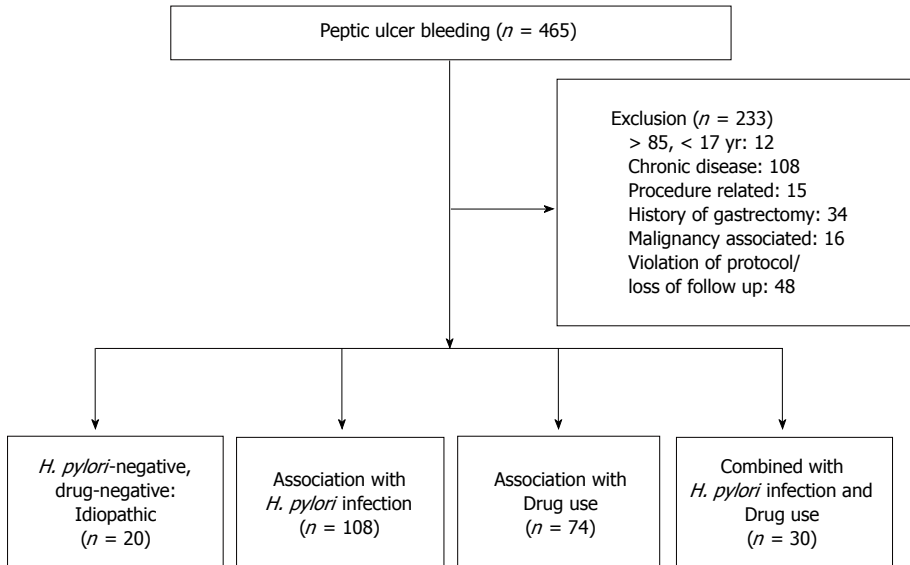 Peptic ulcer bleeding (n = 465)
Exclusion (n = 233)
> 85, < 17 yr: 12
Chronic disease: 108
Procedure related: 15
History of gastrectomy: 34
Malignancy associated: 16
Violation of protocol/
loss of follow up: 48
H. pylori-negative,
drug-negative:
Idiopathic
(n = 20)
Association with
H. pylori infection
(n = 108)
Association with
Drug use
(n = 74)
Combined with
H. pylori infection and
Drug use
(n = 30)